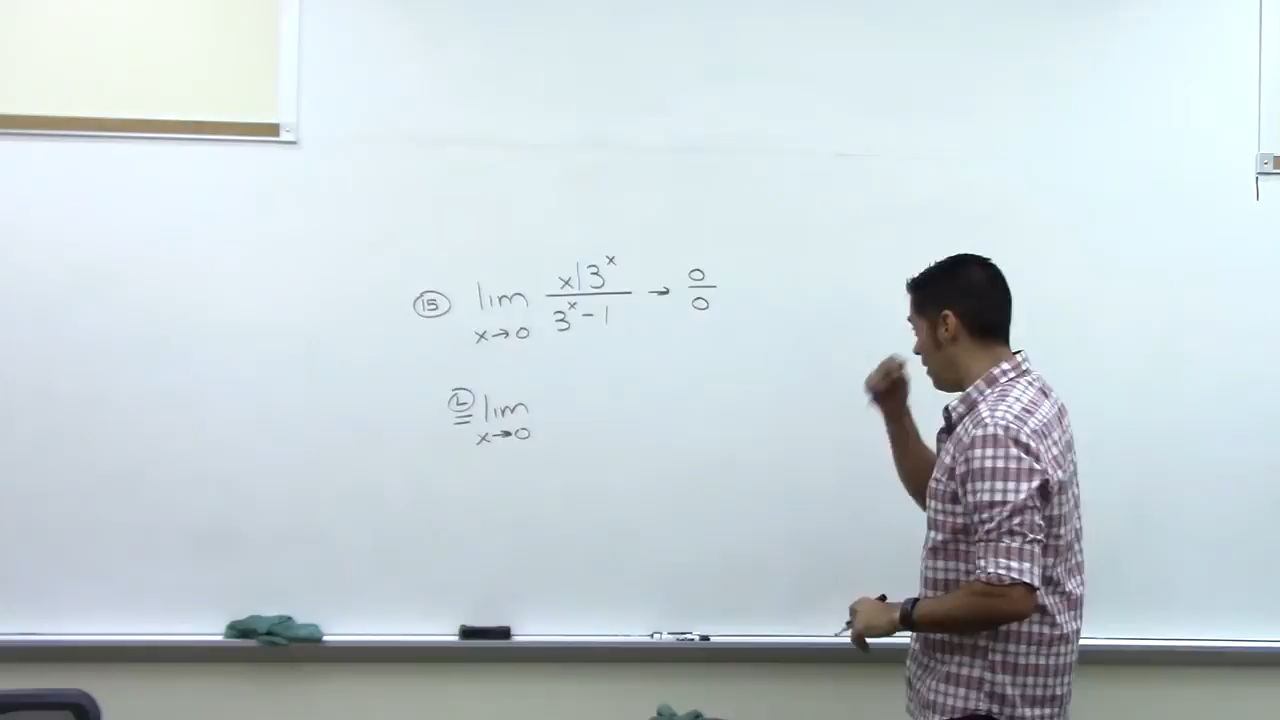 15 lim x|3^x → 0
x→0 3^x - 1 0
L = lim
x→0